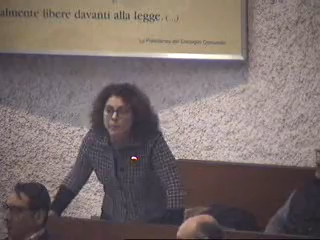 almente libere davanti alla legge. (...)
La Presidenza del Consiglio Comunale